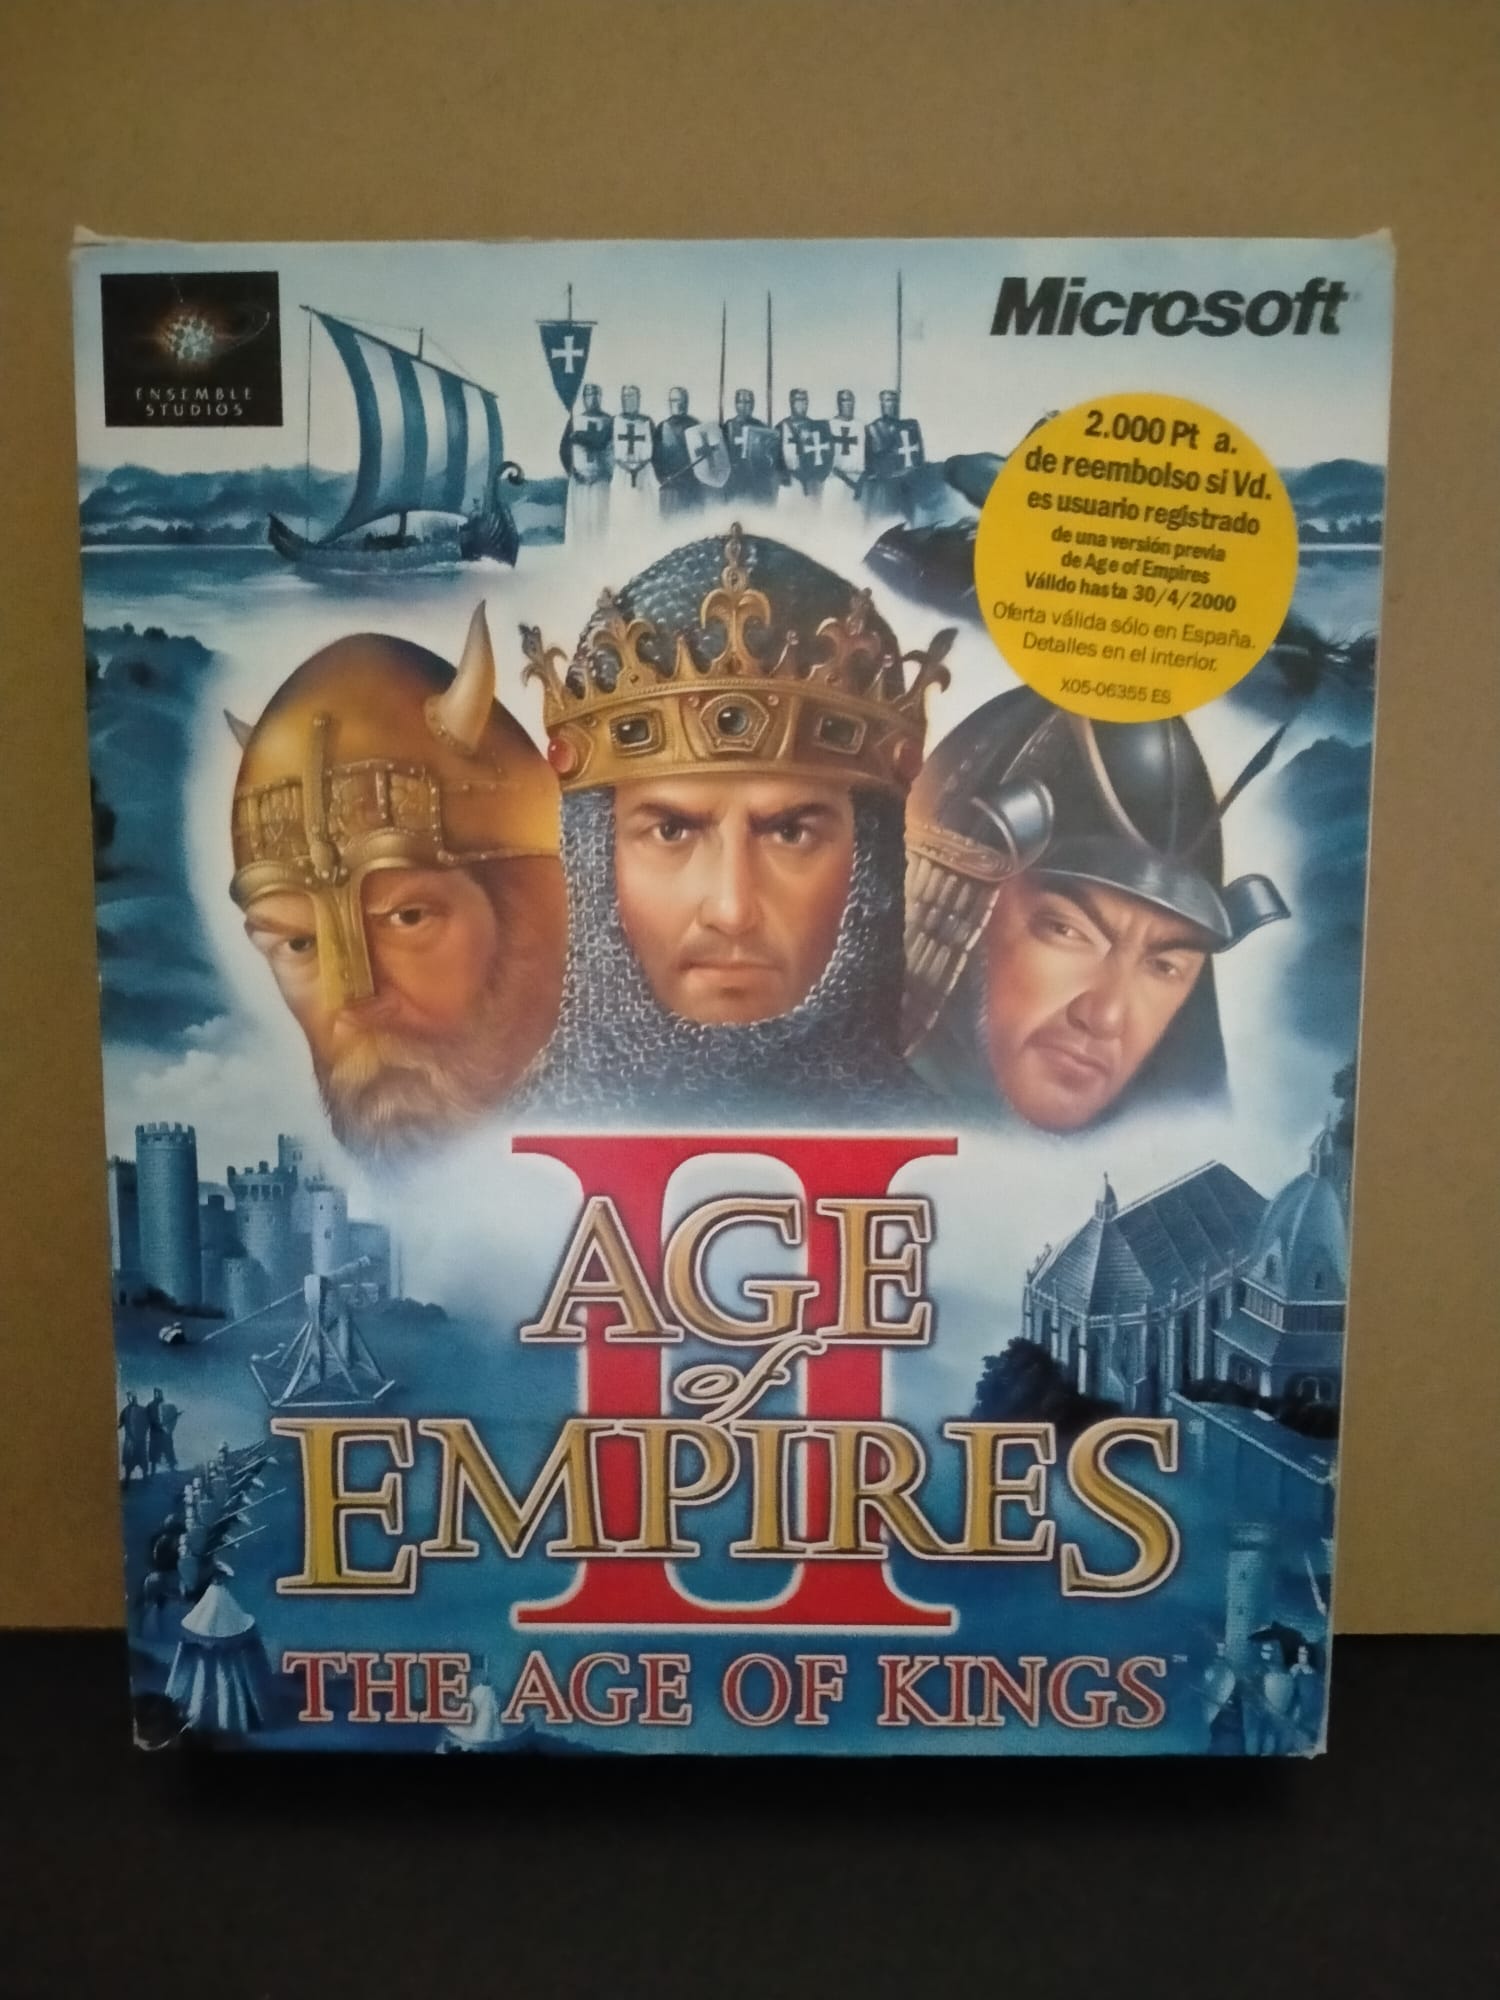 ENSEMBLE
STUDIOS
Microsoft
2.000 Pt a.
de reembolso si Vd.
es usuario registrado
de una versión previa
de Age of Empires
Válido hasta 30/4/2000
Oferta válida sólo en España.
Detalles en el interior.
X05-06355 ES
II
AGE
of
EMPIRES
THE AGE OF KINGS™